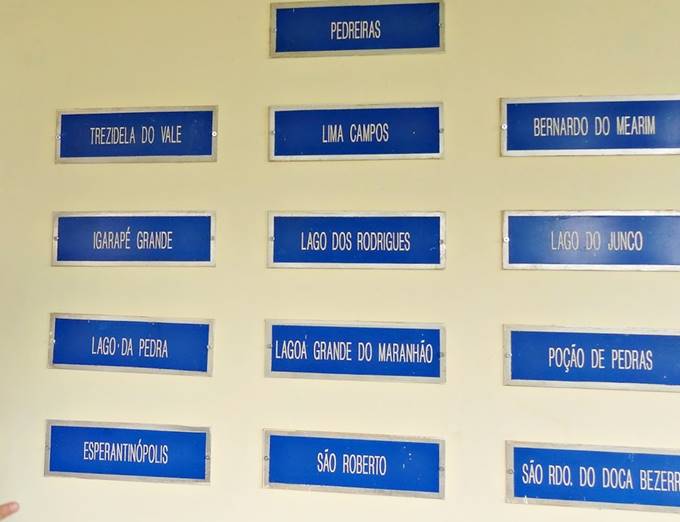 PEDREIRAS
TREZIDELA DO VALE
LIMA CAMPOS
BERNARDO DO MEARIM
IGARAPÉ GRANDE
LAGO DOS RODRIGUES
LAGO DO JUNCO
LAGO DA PEDRA
LAGOA GRANDE DO MARANHÃO
POÇÃO DE PEDRAS
ESPERANTINÓPOLIS
SÃO ROBERTO
SÃO RDO. DO DOCA BEZERR